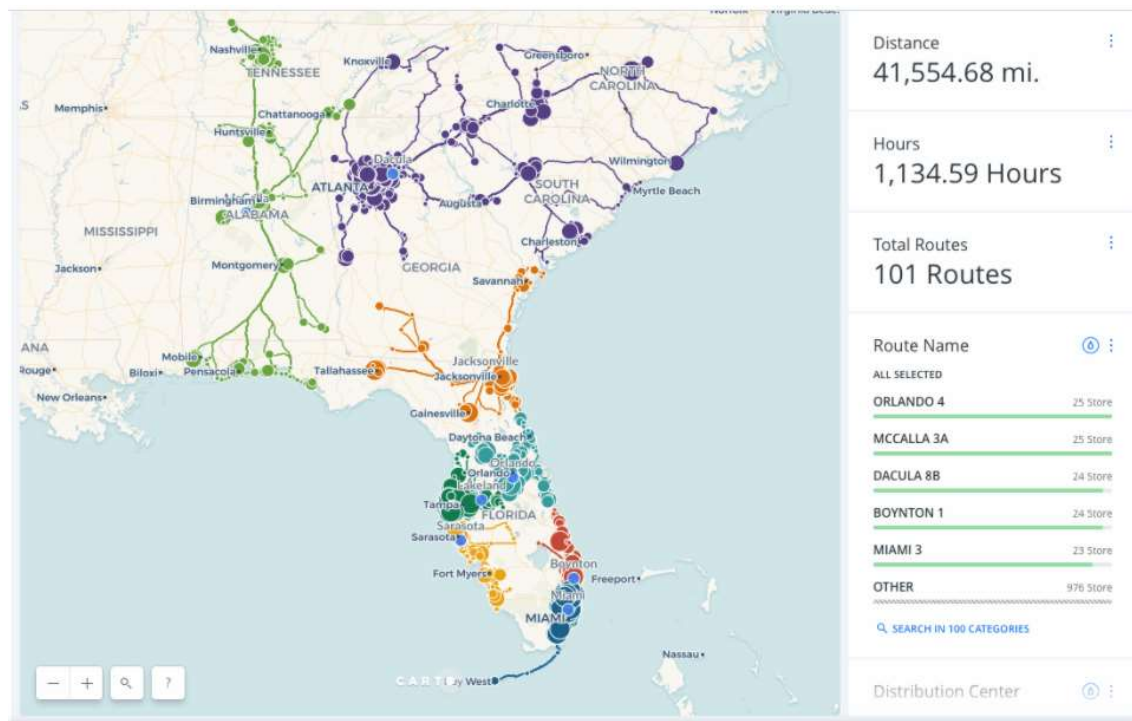 Norfolk
Virginia Beach
Nashville
TENNESSEE
Knoxville
Greensboro
NORTH
CAROLINA
Memphis
Chattanooga
Charlotte
Huntsville
Dacula
Wilmington
ATLANTA
SOUTH
CAROLINA
Myrtle Beach
Birmingham
ALABAMA
Augusta
MISSISSIPPI
Charleston
Jackson
Montgomery
GEORGIA
Savannah
Mobile
Biloxi
Pensacola
Tallahassee
Jacksonville
Jacksonville
New Orleans
Gainesville
Daytona Beach
Orlando
Orlando
Lakeland
Tampa
FLORIDA
Sarasota
Sarasota
Fort Myers
Boynton
Freeport
Miami
MIAMI
Nassau
CARTO
− + ?
Distance
41,554.68 mi.
Hours
1,134.59 Hours
Total Routes
101 Routes
Route Name
ALL SELECTED
ORLANDO 4 25 Store
MCCALLA 3A 25 Store
DACULA 8B 24 Store
BOYNTON 1 24 Store
MIAMI 3 23 Store
OTHER 976 Store
SEARCH IN 100 CATEGORIES
Distribution Center